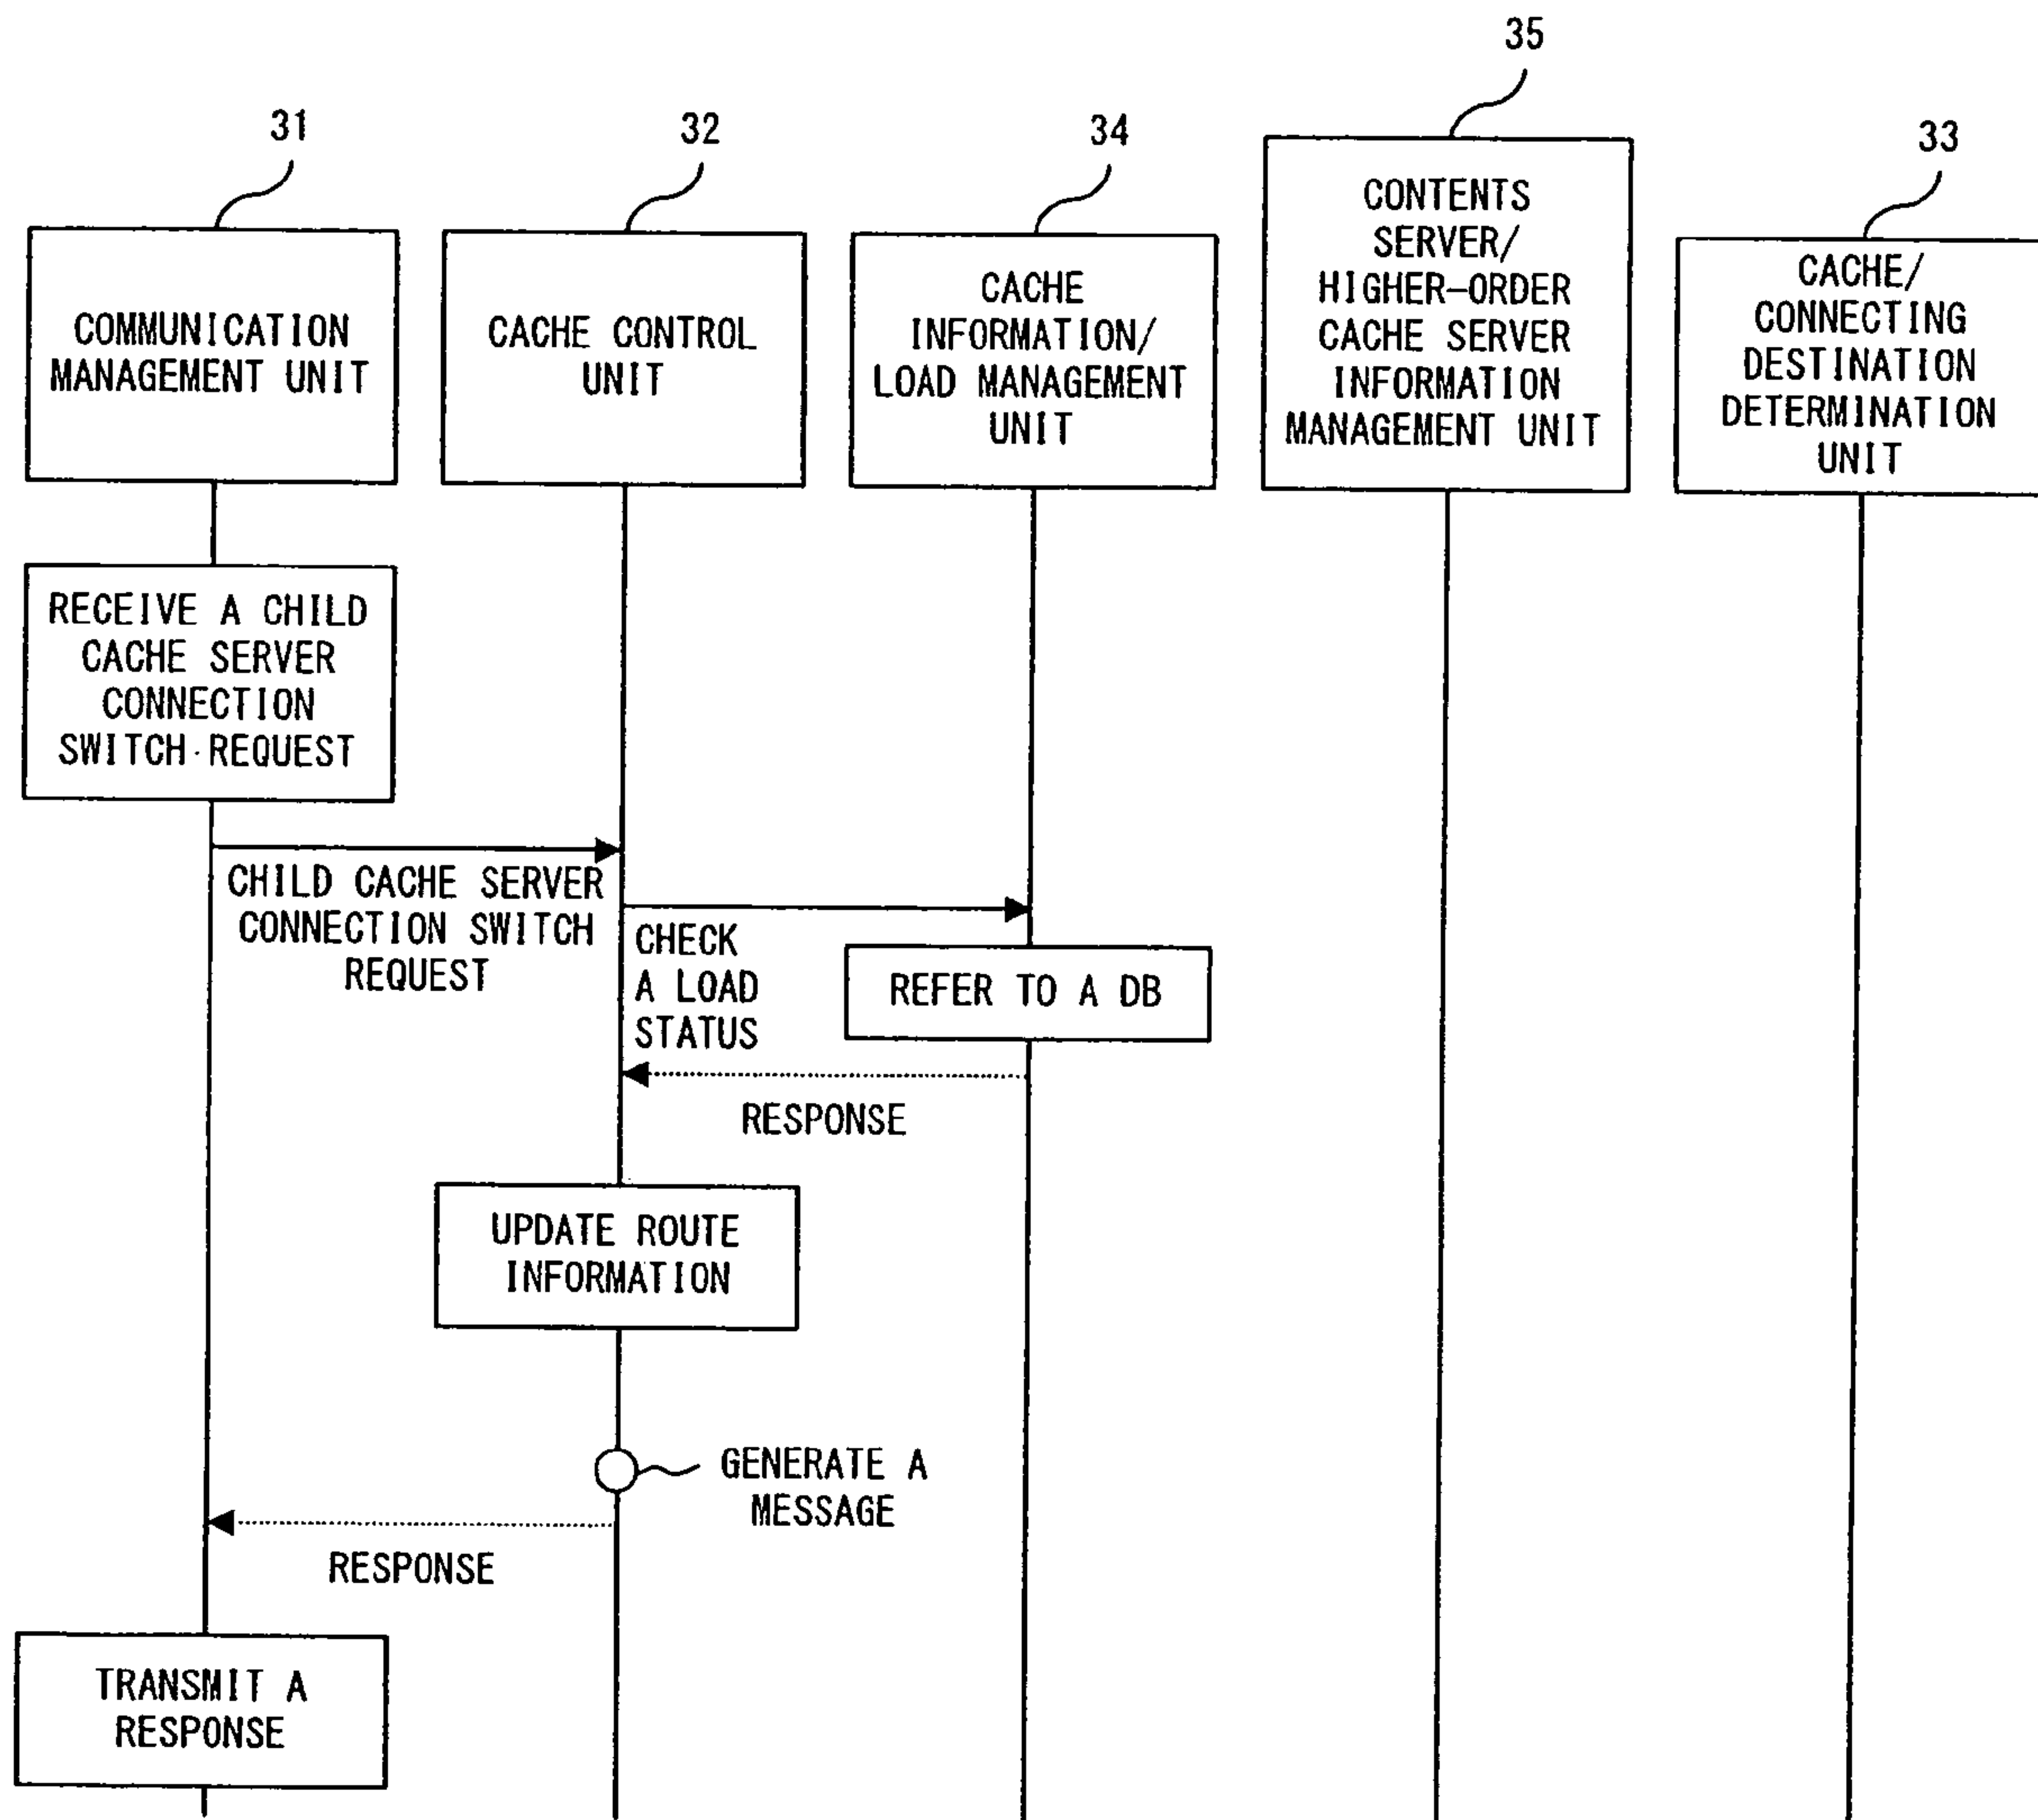 35
31
32
34
33
COMMUNICATION
MANAGEMENT UNIT
CACHE CONTROL
UNIT
CACHE
INFORMATION/
LOAD MANAGEMENT
UNIT
CONTENTS
SERVER/
HIGHER-ORDER
CACHE SERVER
INFORMATION
MANAGEMENT UNIT
CACHE/
CONNECTING
DESTINATION
DETERMINATION
UNIT
RECEIVE A CHILD
CACHE SERVER
CONNECTION
SWITCH REQUEST
CHILD CACHE SERVER
CONNECTION SWITCH
REQUEST
CHECK
A LOAD
STATUS
REFER TO A DB
RESPONSE
UPDATE ROUTE
INFORMATION
GENERATE A
MESSAGE
RESPONSE
TRANSMIT A
RESPONSE